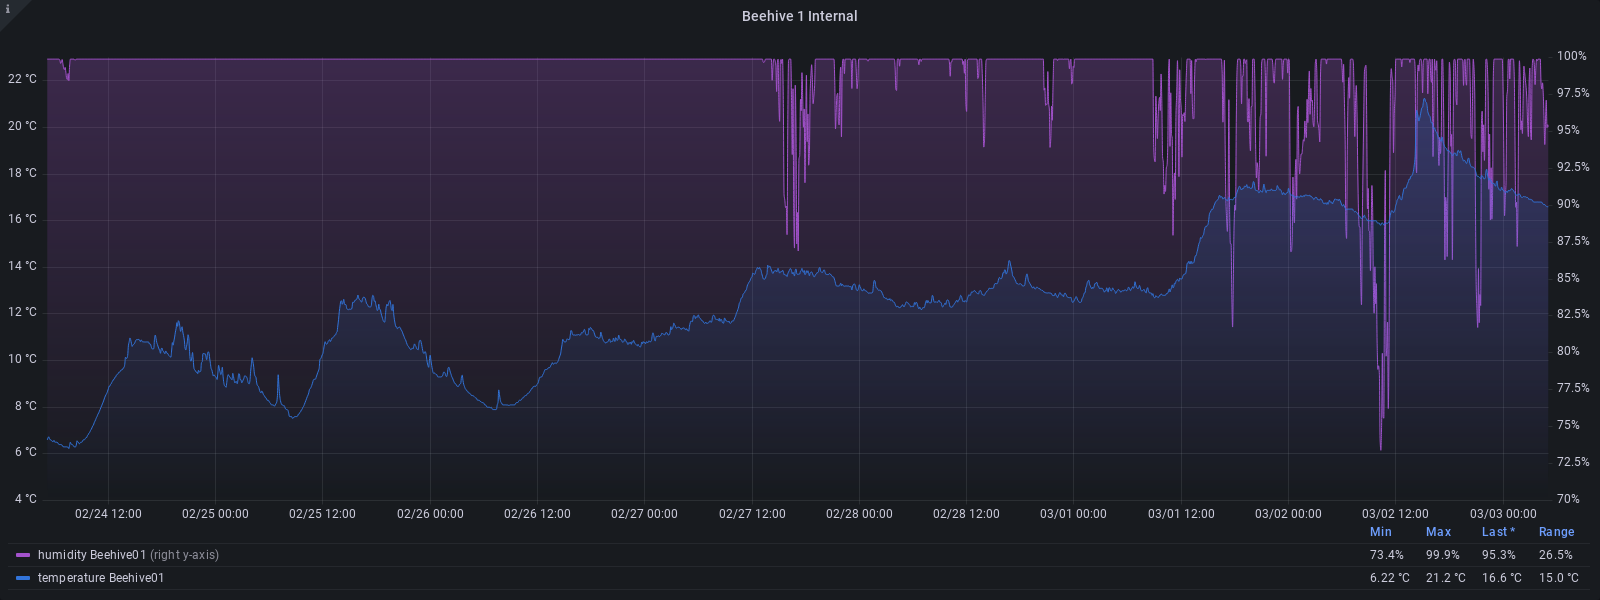 i
Beehive 1 Internal
22 °C
20 °C
18 °C
16 °C
14 °C
12 °C
10 °C
8 °C
6 °C
4 °C
100%
97.5%
95%
92.5%
90%
87.5%
85%
82.5%
80%
77.5%
75%
72.5%
70%
02/24 12:00 02/25 00:00 02/25 12:00 02/26 00:00 02/26 12:00 02/27 00:00 02/27 12:00 02/28 00:00 02/28 12:00 03/01 00:00 03/01 12:00 03/02 00:00 03/02 12:00 03/03 00:00
Min Max Last * Range
humidity Beehive01 (right y-axis) 73.4% 99.9% 95.3% 26.5%
temperature Beehive01 6.22 °C 21.2 °C 16.6 °C 15.0 °C